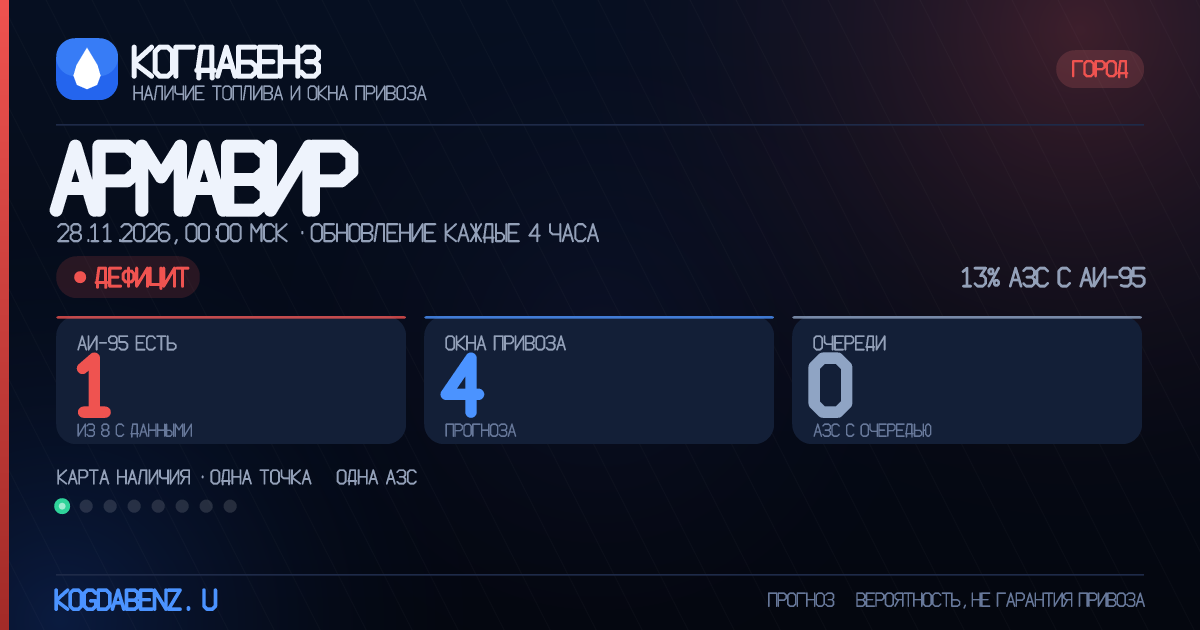 КОГДАБЕНЗ
НАЛИЧИЕ ТОПЛИВА И ОКНА ПРИВОЗА
ГОРОД
АРМАВИР
28.11.2026, 00:00 МСК · ОБНОВЛЕНИЕ КАЖДЫЕ 4 ЧАСА
ДЕФИЦИТ
13% АЗС С АИ-95
АИ-95 ЕСТЬ
1
ИЗ 8 С ДАННЫМИ
ОКНА ПРИВОЗА
4
ПРОГНОЗА
ОЧЕРЕДИ
0
АЗС С ОЧЕРЕДЬЮ
КАРТА НАЛИЧИЯ · ОДНА ТОЧКА ОДНА АЗС
KOGDABENZ. U
ПРОГНОЗ ВЕРОЯТНОСТЬ, НЕ ГАРАНТИЯ ПРИВОЗА